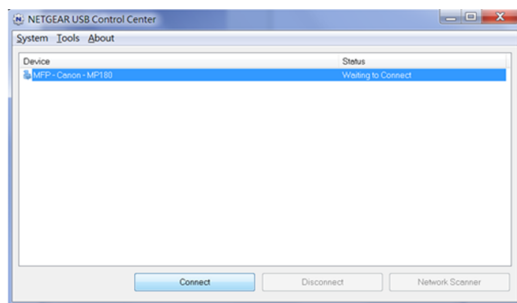 NETGEAR USB Control Center
System Tools About
Device Status
MFP - Canon - MP180 Waiting to Connect
Connect Disconnect Network Scanner